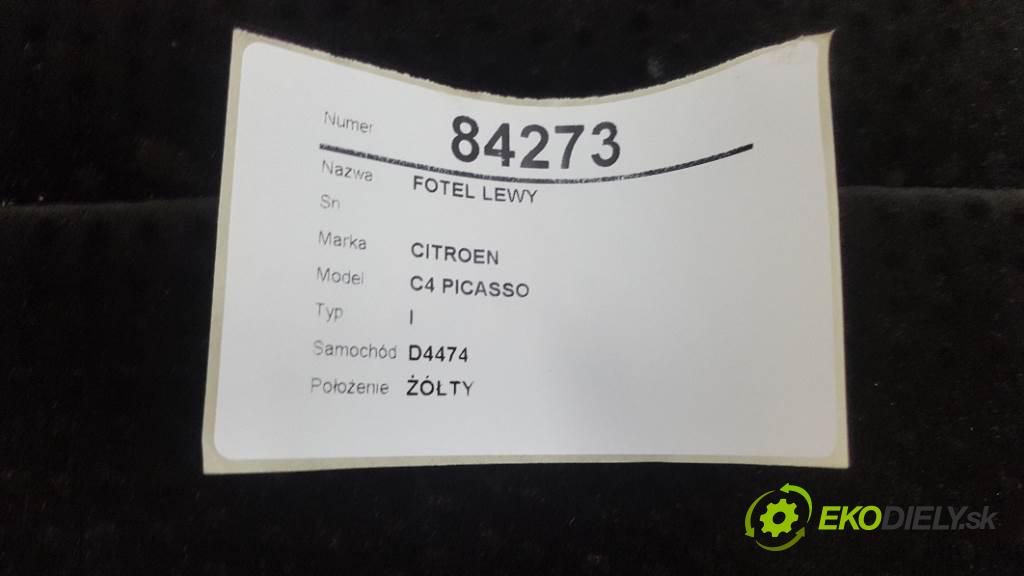 Numer 84273
Nazwa FOTEL LEWY
Sn
Marka CITROEN
Model C4 PICASSO
Typ I
Samochód D4474
Położenie ŻÓŁTY
EKODIELY.sk